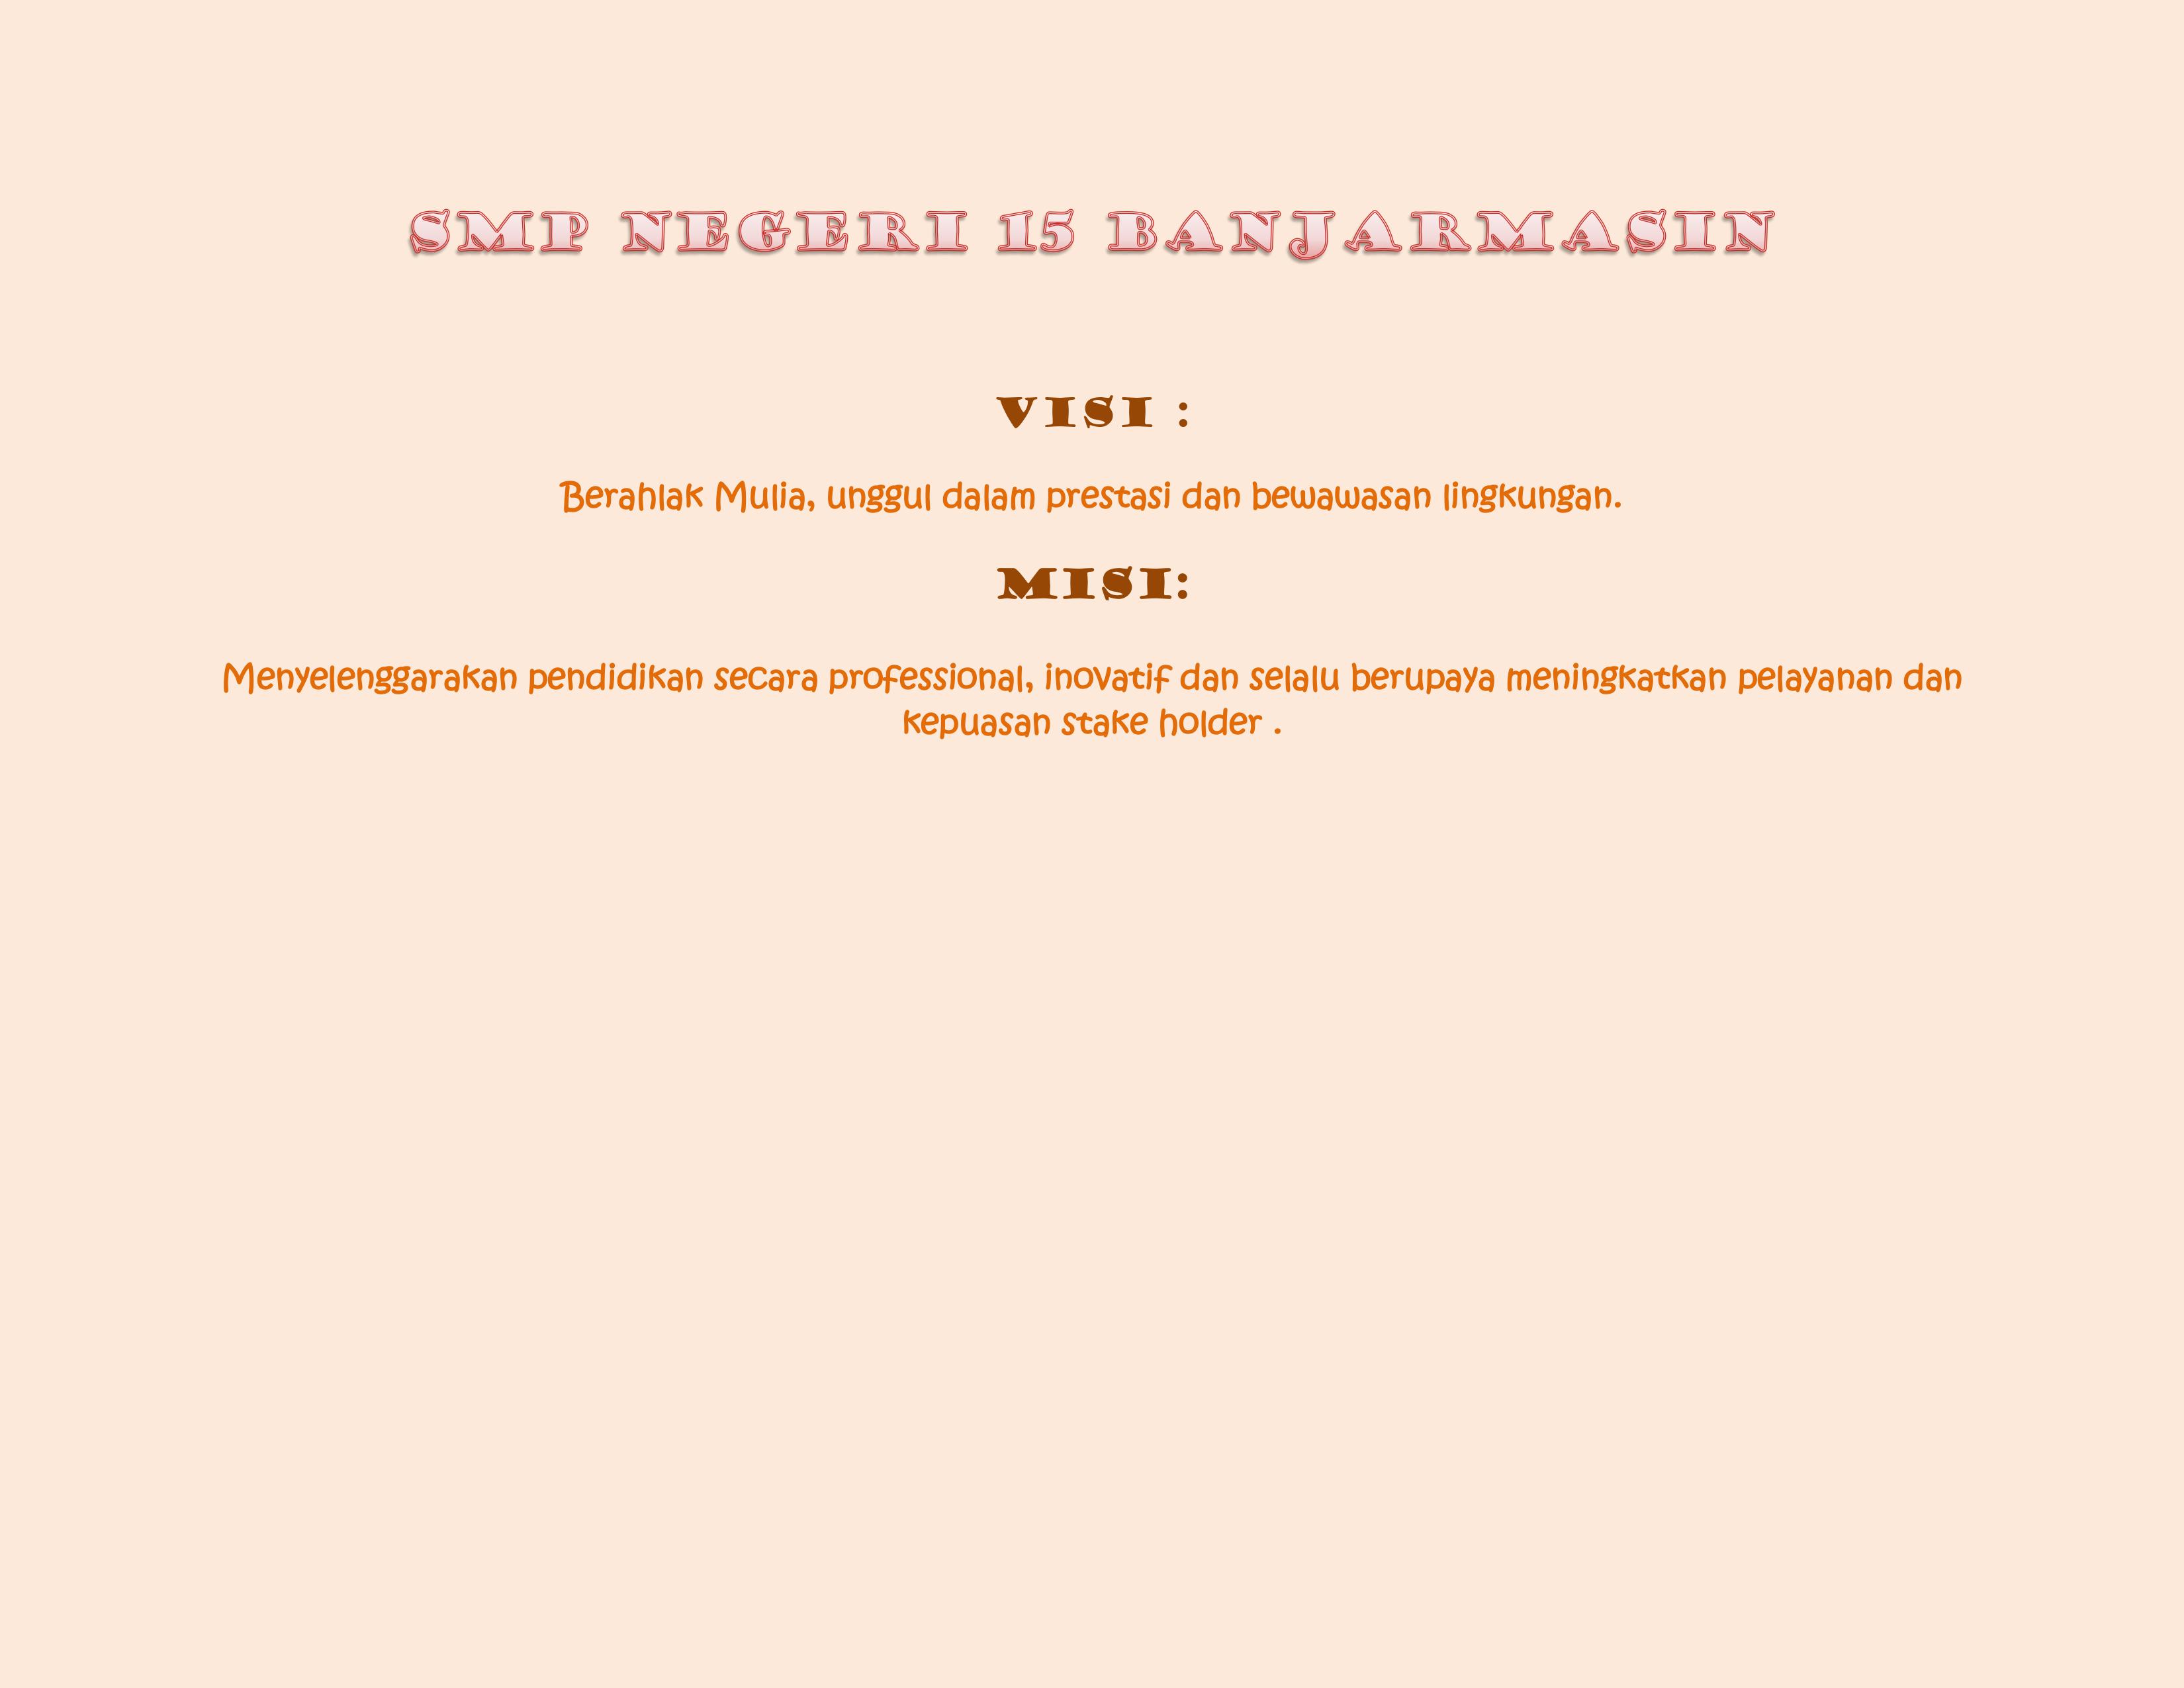 SMP NEGERI 15 BANJARMASIN
VISI :
Berahlak Mulia, unggul dalam prestasi dan bewawasan lingkungan.
MISI:
Menyelenggarakan pendidikan secara professional, inovatif dan selalu berupaya meningkatkan pelayanan dan
kepuasan stake holder .